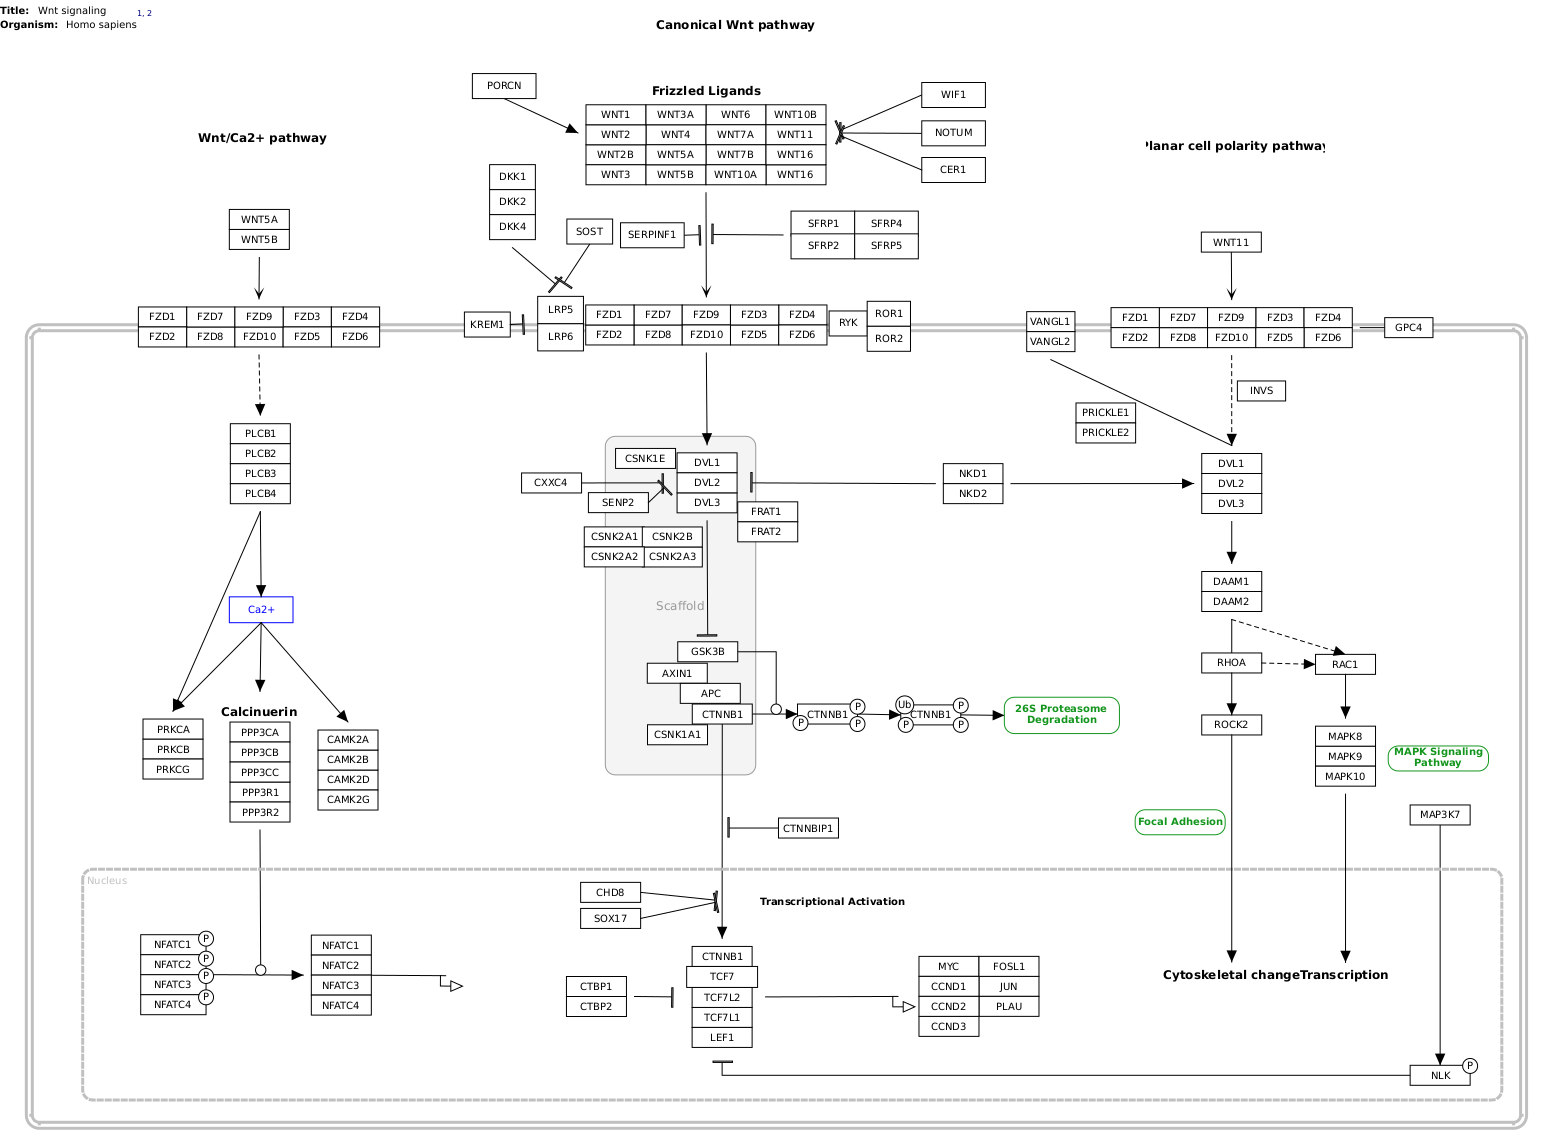 Title: Wnt signaling 1, 2
Organism: Homo sapiens
Canonical Wnt pathway
PORCN
Frizzled Ligands
WNT1 WNT3A WNT6 WNT10B
WNT2 WNT4 WNT7A WNT11
WNT2B WNT5A WNT7B WNT16
WNT3 WNT5B WNT10A WNT16
WIF1
NOTUM
CER1
Wnt/Ca2+ pathway
Planar cell polarity pathway
DKK1
DKK2
DKK4
SOST
SERPINF1
SFRP1 SFRP4
SFRP2 SFRP5
WNT5A
WNT5B
WNT11
FZD1 FZD7 FZD9 FZD3 FZD4
FZD2 FZD8 FZD10 FZD5 FZD6
KREM1
LRP5
LRP6
FZD1 FZD7 FZD9 FZD3 FZD4
FZD2 FZD8 FZD10 FZD5 FZD6
RYK
ROR1
ROR2
VANGL1
VANGL2
FZD1 FZD7 FZD9 FZD3 FZD4
FZD2 FZD8 FZD10 FZD5 FZD6
GPC4
INVS
PRICKLE1
PRICKLE2
PLCB1
PLCB2
PLCB3
PLCB4
CSNK1E
DVL1
DVL2
DVL3
CXXC4
SENP2
FRAT1
FRAT2
CSNK2A1 CSNK2B
CSNK2A2 CSNK2A3
NKD1
NKD2
DVL1
DVL2
DVL3
DAAM1
DAAM2
Ca2+
Scaffold
GSK3B
AXIN1
APC
CTNNB1
CSNK1A1
CTNNB1 P P P
CTNNB1 Ub P P P
26S Proteasome
Degradation
RHOA
RAC1
ROCK2
Calcinuerin
PRKCA
PRKCB
PRKCG
PPP3CA
PPP3CB
PPP3CC
PPP3R1
PPP3R2
CAMK2A
CAMK2B
CAMK2D
CAMK2G
MAPK8
MAPK9
MAPK10
MAPK Signaling
Pathway
Focal Adhesion
MAP3K7
CTNNBIP1
Nucleus
CHD8
SOX17
Transcriptional Activation
NFATC1 P
NFATC2 P
NFATC3 P
NFATC4 P
NFATC1
NFATC2
NFATC3
NFATC4
CTBP1
CTBP2
CTNNB1
TCF7
TCF7L2
TCF7L1
LEF1
MYC FOSL1
CCND1 JUN
CCND2 PLAU
CCND3
Cytoskeletal change
Transcription
NLK P